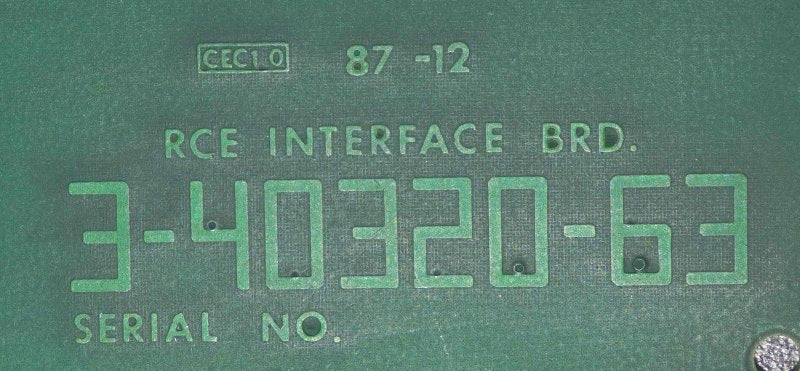 CEC1.0 87-12
RCE INTERFACE BRD.
3-40320-63
SERIAL NO.